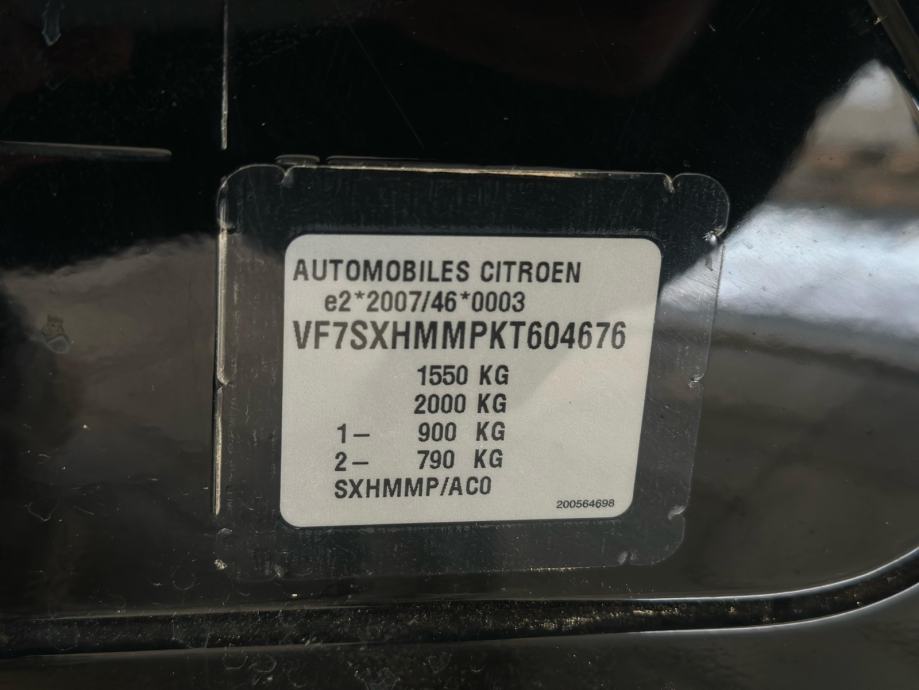 AUTOMOBILES CITROEN
e2*2007/46*0003
VF7SXHMMPKT604676
1550 KG
2000 KG
1– 900 KG
2– 790 KG
SXHMMP/AC0
200564698